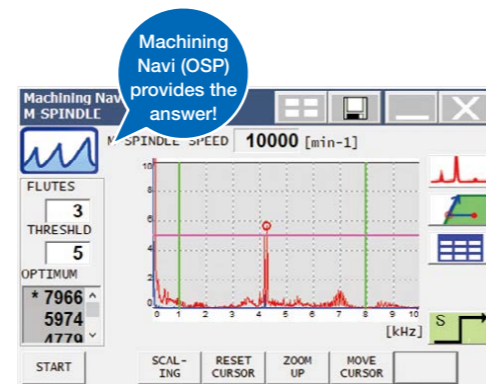 Machining
Navi (OSP)
provides the
answer!
Machining Nav
M SPINDLE
M SPINDLE SPEED 10000 [min-1]
FLUTES
3
THRESHLD
5
OPTIMUM
* 7966
5974
4779
10
8
6
4
2
0
0 1 2 3 4 5 6 7 8 9 10
[kHz]
S
START
SCAL-
ING
RESET
CURSOR
ZOOM
UP
MOVE
CURSOR